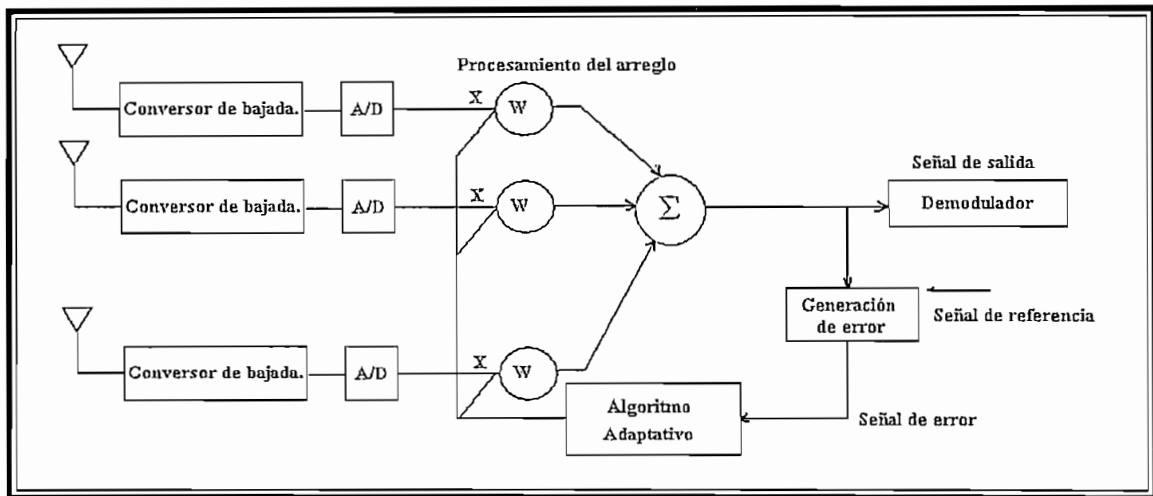 Procesamiento del arreglo
Conversor de bajada.
A/D
X
W
Conversor de bajada.
A/D
X
W
Σ
Señal de salida
Demodulador
Generación
de error
Señal de referencia
Conversor de bajada.
A/D
X
W
Algoritmo
Adaptativo
Señal de error